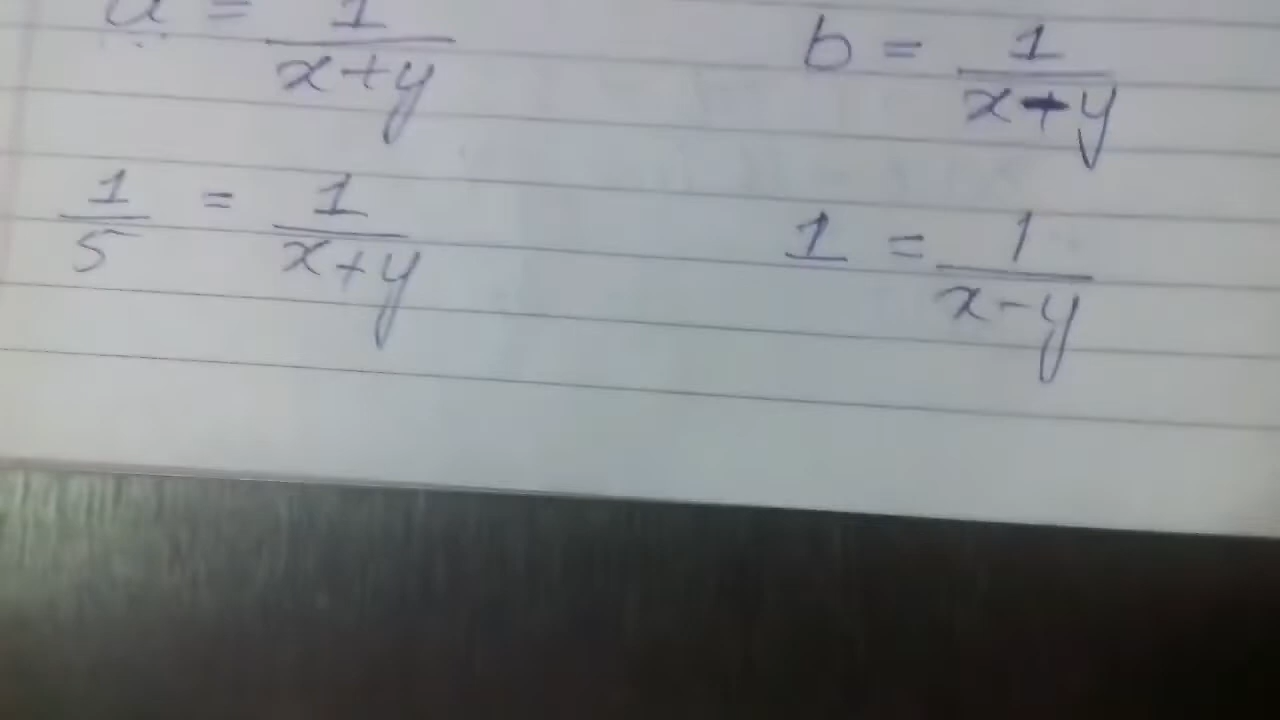 a = 1/(x+y)    b = 1/(x-y)
1/5 = 1/(x+y)    1 = 1/(x-y)